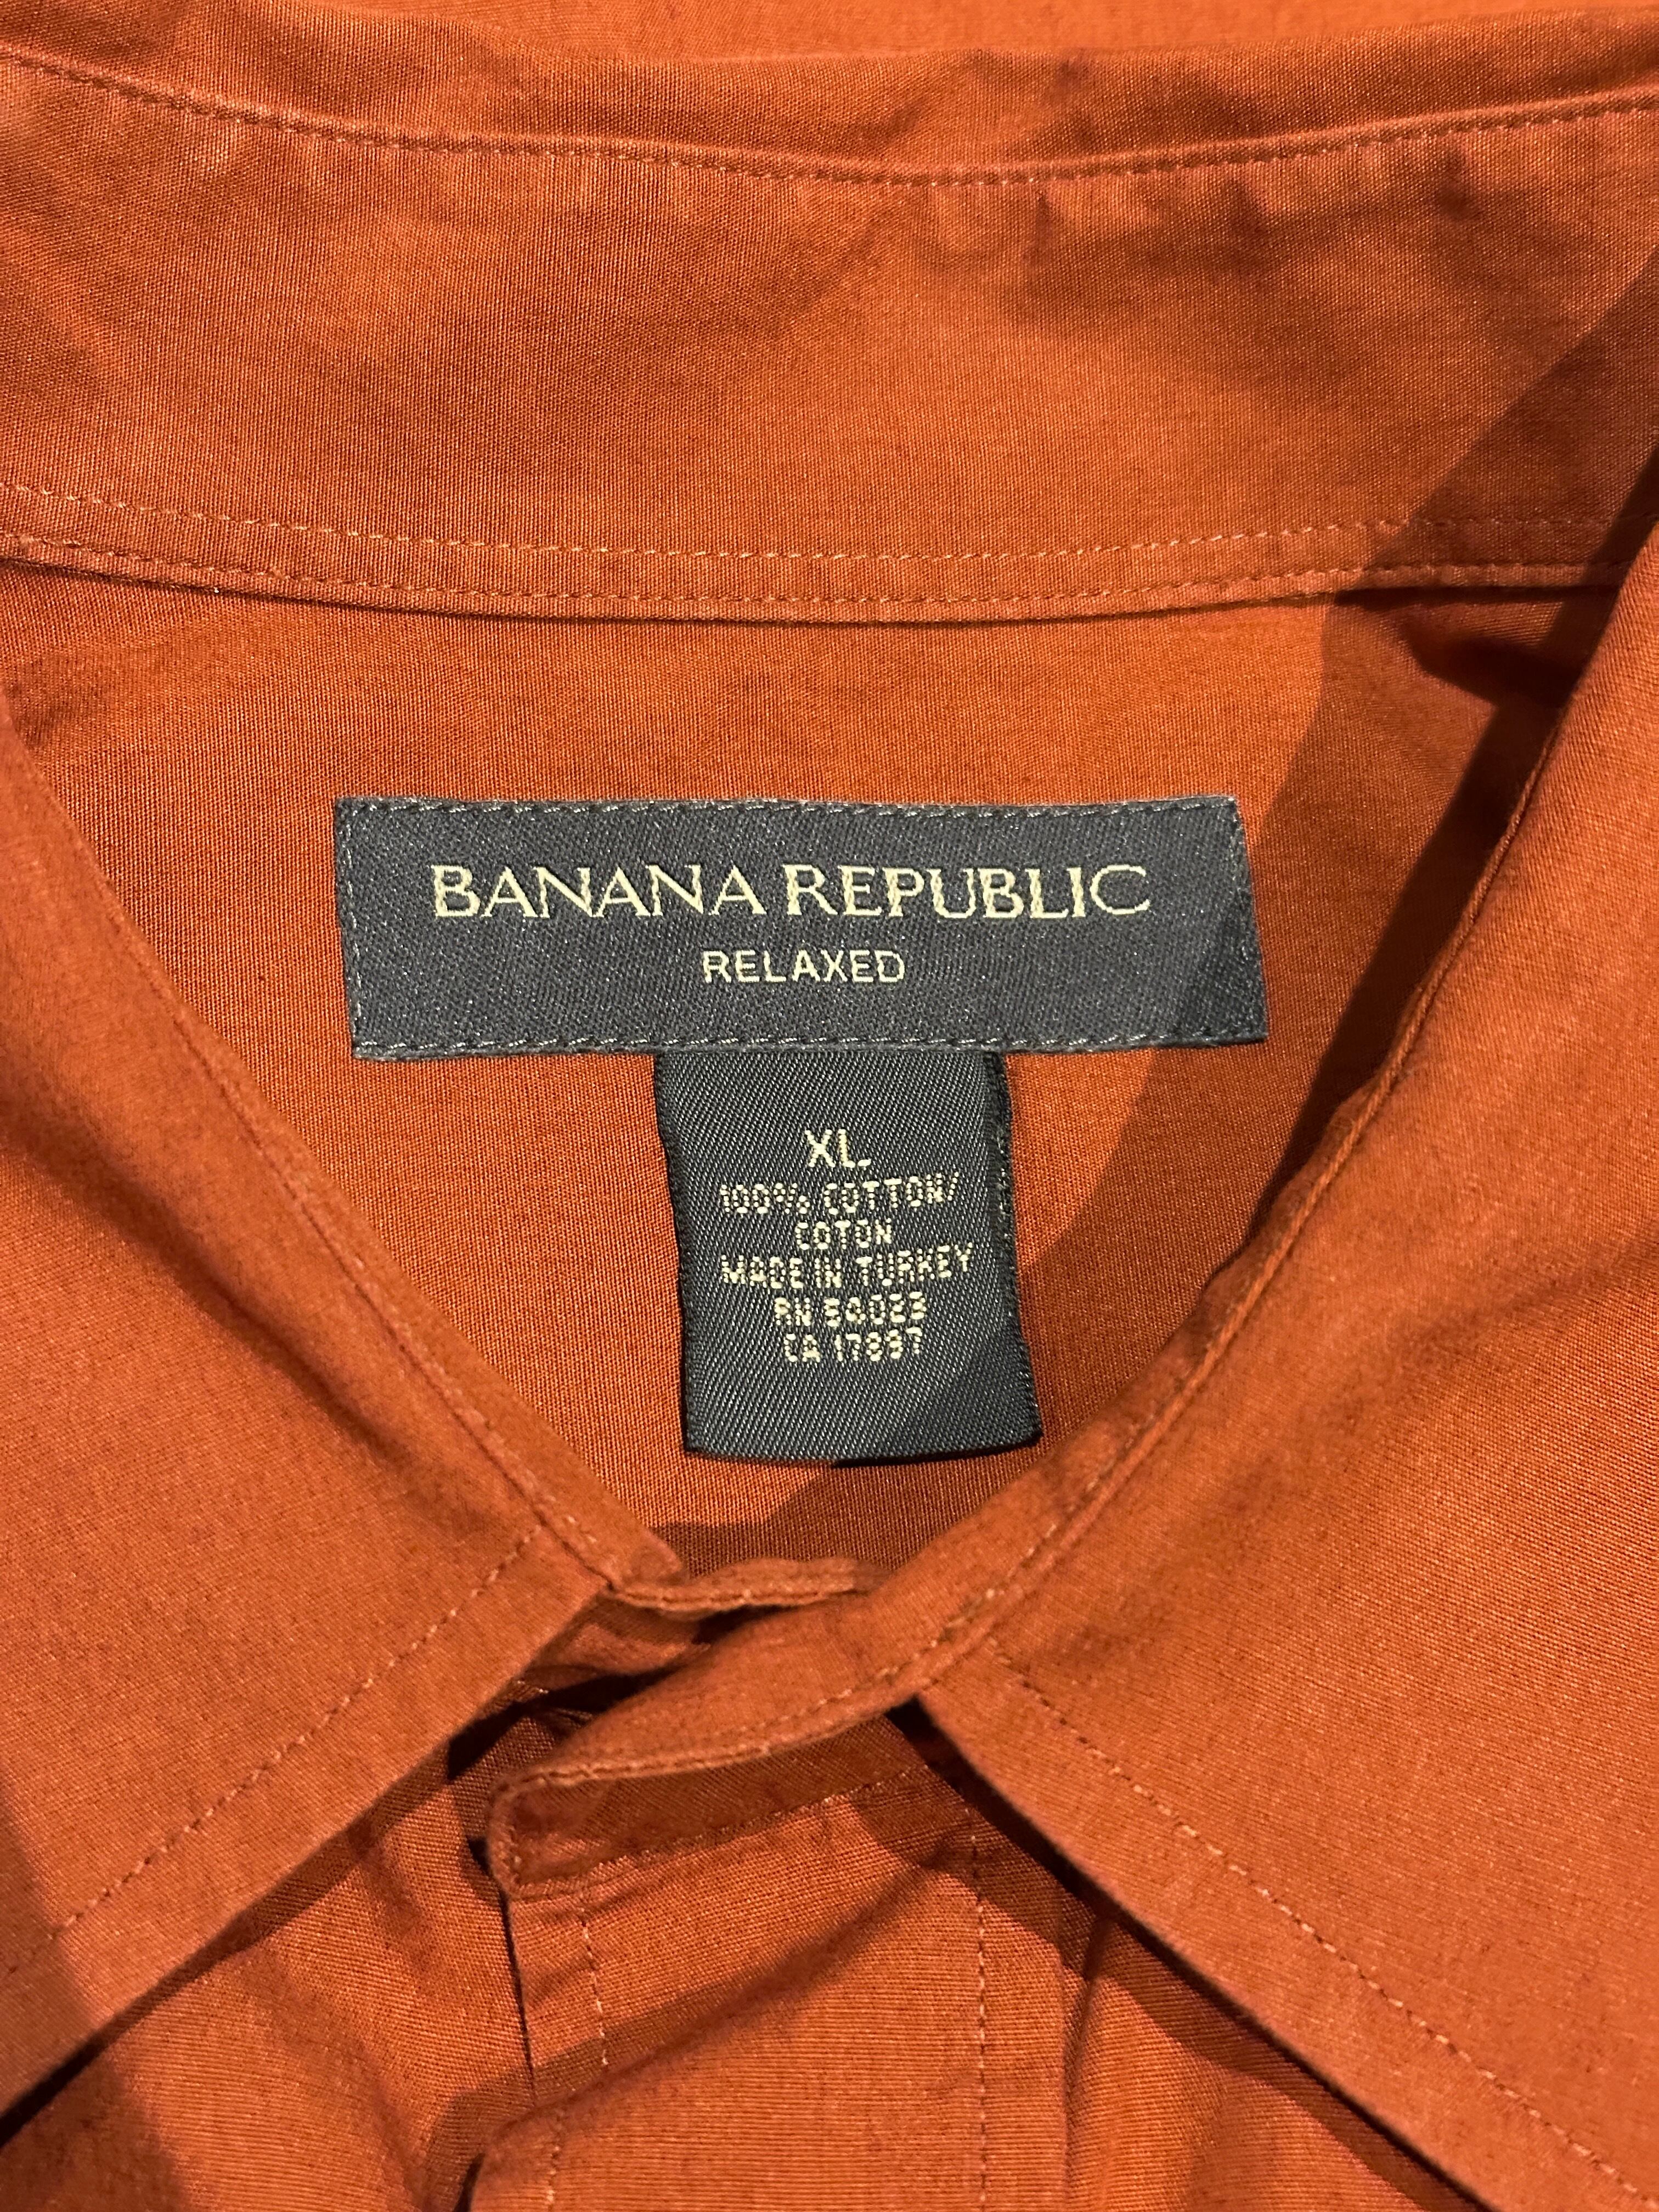 BANANA REPUBLIC
RELAXED
XL
100% COTTON/
COTON
MADE IN TURKEY
RN 54023
CA 17897